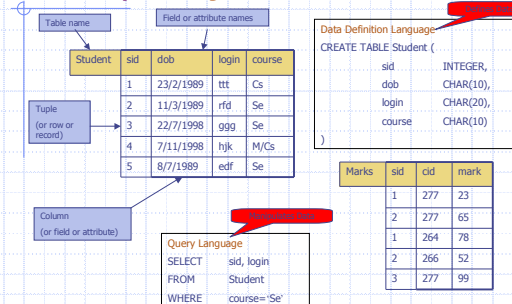 Table name
Field or attribute names
Student sid dob login course
1 23/2/1989 ttt Cs
2 11/3/1989 rfd Se
3 22/7/1998 ggg Se
4 7/11/1998 hjk M/Cs
5 8/7/1989 edf Se
Tuple
(or row or
record)
Column
(or field or attribute)
Data Definition Language
CREATE TABLE Student (
sid INTEGER,
dob CHAR(10),
login CHAR(20),
course CHAR(10)
)
Marks sid cid mark
1 277 23
2 277 65
1 264 78
2 266 52
3 277 99
Query Language
SELECT sid, login
FROM Student
WHERE course='Se'